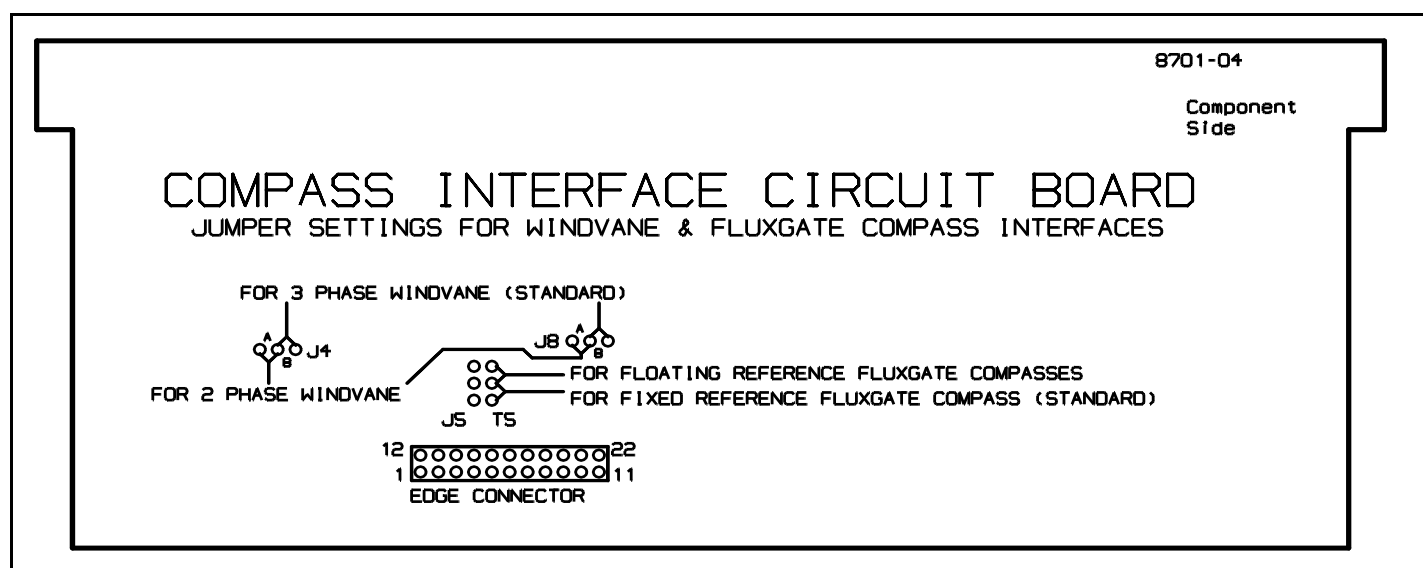 8701-04
Component
Side
COMPASS INTERFACE CIRCUIT BOARD
JUMPER SETTINGS FOR WINDVANE & FLUXGATE COMPASS INTERFACES
FOR 3 PHASE WINDVANE (STANDARD)
A
B
J4
J8
A
B
FOR 2 PHASE WINDVANE
FOR FLOATING REFERENCE FLUXGATE COMPASSES
FOR FIXED REFERENCE FLUXGATE COMPASS (STANDARD)
J5 T5
12 22
1 11
EDGE CONNECTOR